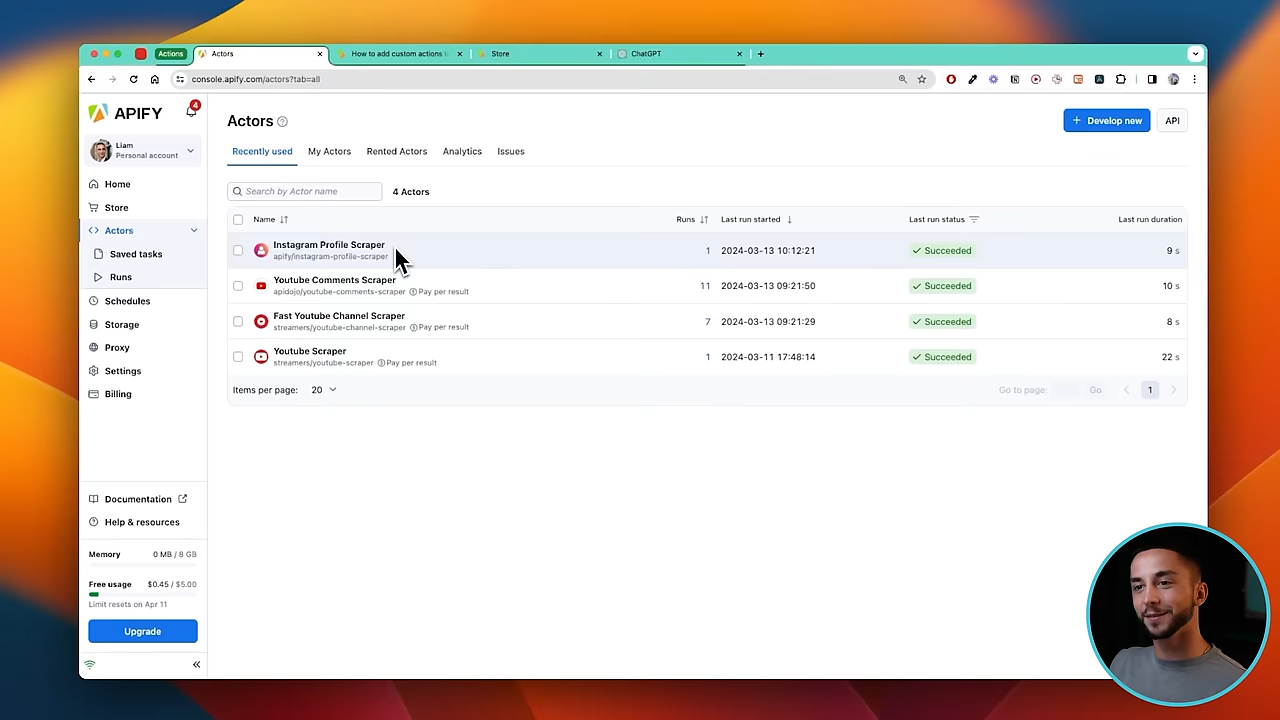 Actions
Actors
How to add custom actions
Store
ChatGPT
console.apify.com/actors?tab=all
APIFY
4
Liam
Personal account
Home
Store
Actors
Saved tasks
Runs
Schedules
Storage
Proxy
Settings
Billing
Documentation
Help & resources
Memory 0 MB / 8 GB
Free usage $0.45 / $5.00
Limit resets on Apr 11
Upgrade
Actors
Develop new
API
Recently used My Actors Rented Actors Analytics Issues
Search by Actor name
4 Actors
Name Runs Last run started Last run status Last run duration
Instagram Profile Scraper
apify/instagram-profile-scraper
1 2024-03-13 10:12:21 Succeeded 9 s
Youtube Comments Scraper
apidojo/youtube-comments-scraper Pay per result
11 2024-03-13 09:21:50 Succeeded 10 s
Fast Youtube Channel Scraper
streamers/youtube-channel-scraper Pay per result
7 2024-03-13 09:21:29 Succeeded 8 s
Youtube Scraper
streamers/youtube-scraper Pay per result
1 2024-03-11 17:48:14 Succeeded 22 s
Items per page: 20
Go to page: Go 1